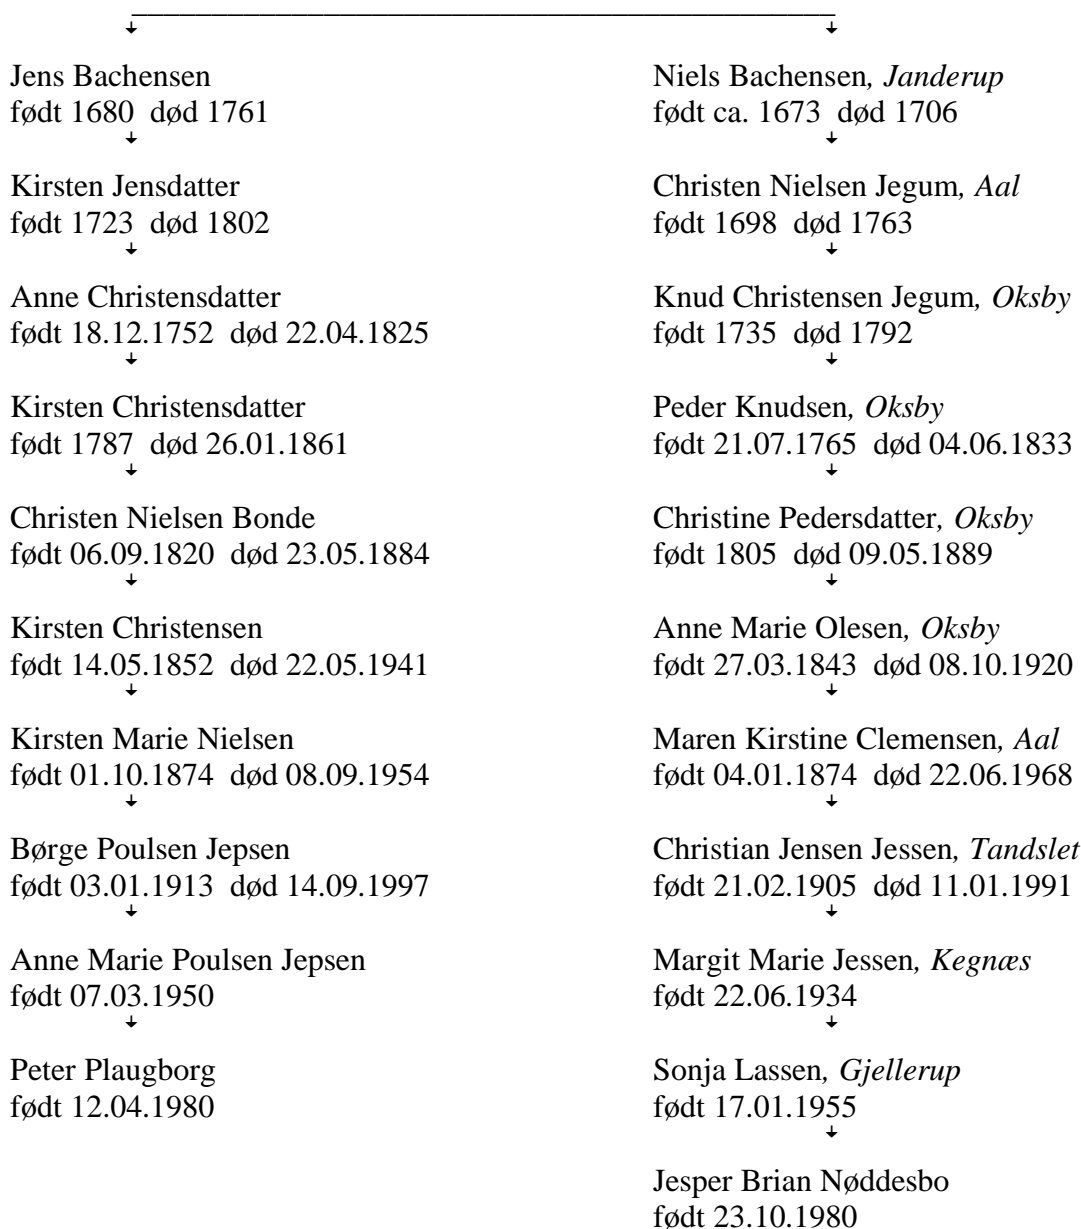 Jens Bachensen
født 1680 død 1761
Kirsten Jensdatter
født 1723 død 1802
Anne Christensdatter
født 18.12.1752 død 22.04.1825
Kirsten Christensdatter
født 1787 død 26.01.1861
Christen Nielsen Bonde
født 06.09.1820 død 23.05.1884
Kirsten Christensen
født 14.05.1852 død 22.05.1941
Kirsten Marie Nielsen
født 01.10.1874 død 08.09.1954
Børge Poulsen Jepsen
født 03.01.1913 død 14.09.1997
Anne Marie Poulsen Jepsen
født 07.03.1950
Peter Plaugborg
født 12.04.1980
Niels Bachensen, Janderup
født ca. 1673 død 1706
Christen Nielsen Jegum, Aal
født 1698 død 1763
Knud Christensen Jegum, Oksby
født 1735 død 1792
Peder Knudsen, Oksby
født 21.07.1765 død 04.06.1833
Christine Pedersdatter, Oksby
født 1805 død 09.05.1889
Anne Marie Olesen, Oksby
født 27.03.1843 død 08.10.1920
Maren Kirstine Clemensen, Aal
født 04.01.1874 død 22.06.1968
Christian Jensen Jessen, Tandslet
født 21.02.1905 død 11.01.1991
Margit Marie Jessen, Kegnæs
født 22.06.1934
Sonja Lassen, Gjellerup
født 17.01.1955
Jesper Brian Nøddesbo
født 23.10.1980